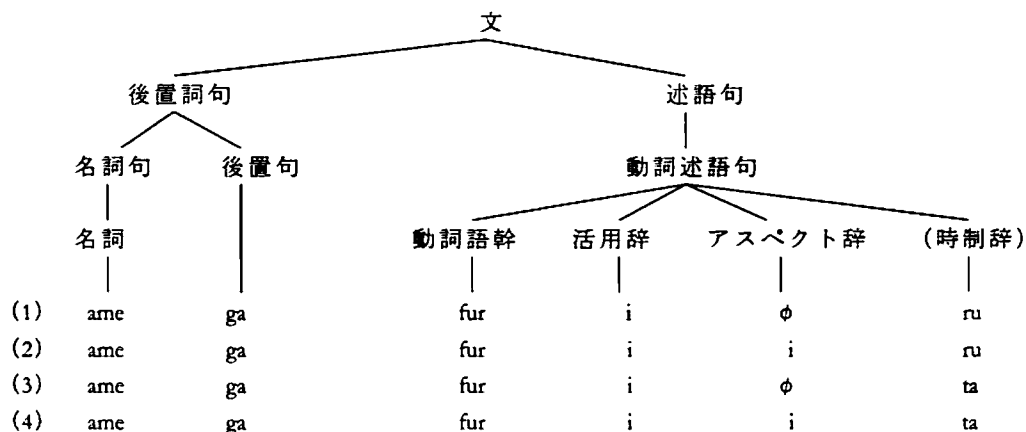 文
後置詞句 述語句
名詞句 後置句 動詞述語句
名詞 動詞語幹 活用辞 アスペクト辞 (時制辞)
(1) ame ga fur i φ ru
(2) ame ga fur i i ru
(3) ame ga fur i φ ta
(4) ame ga fur i i ta